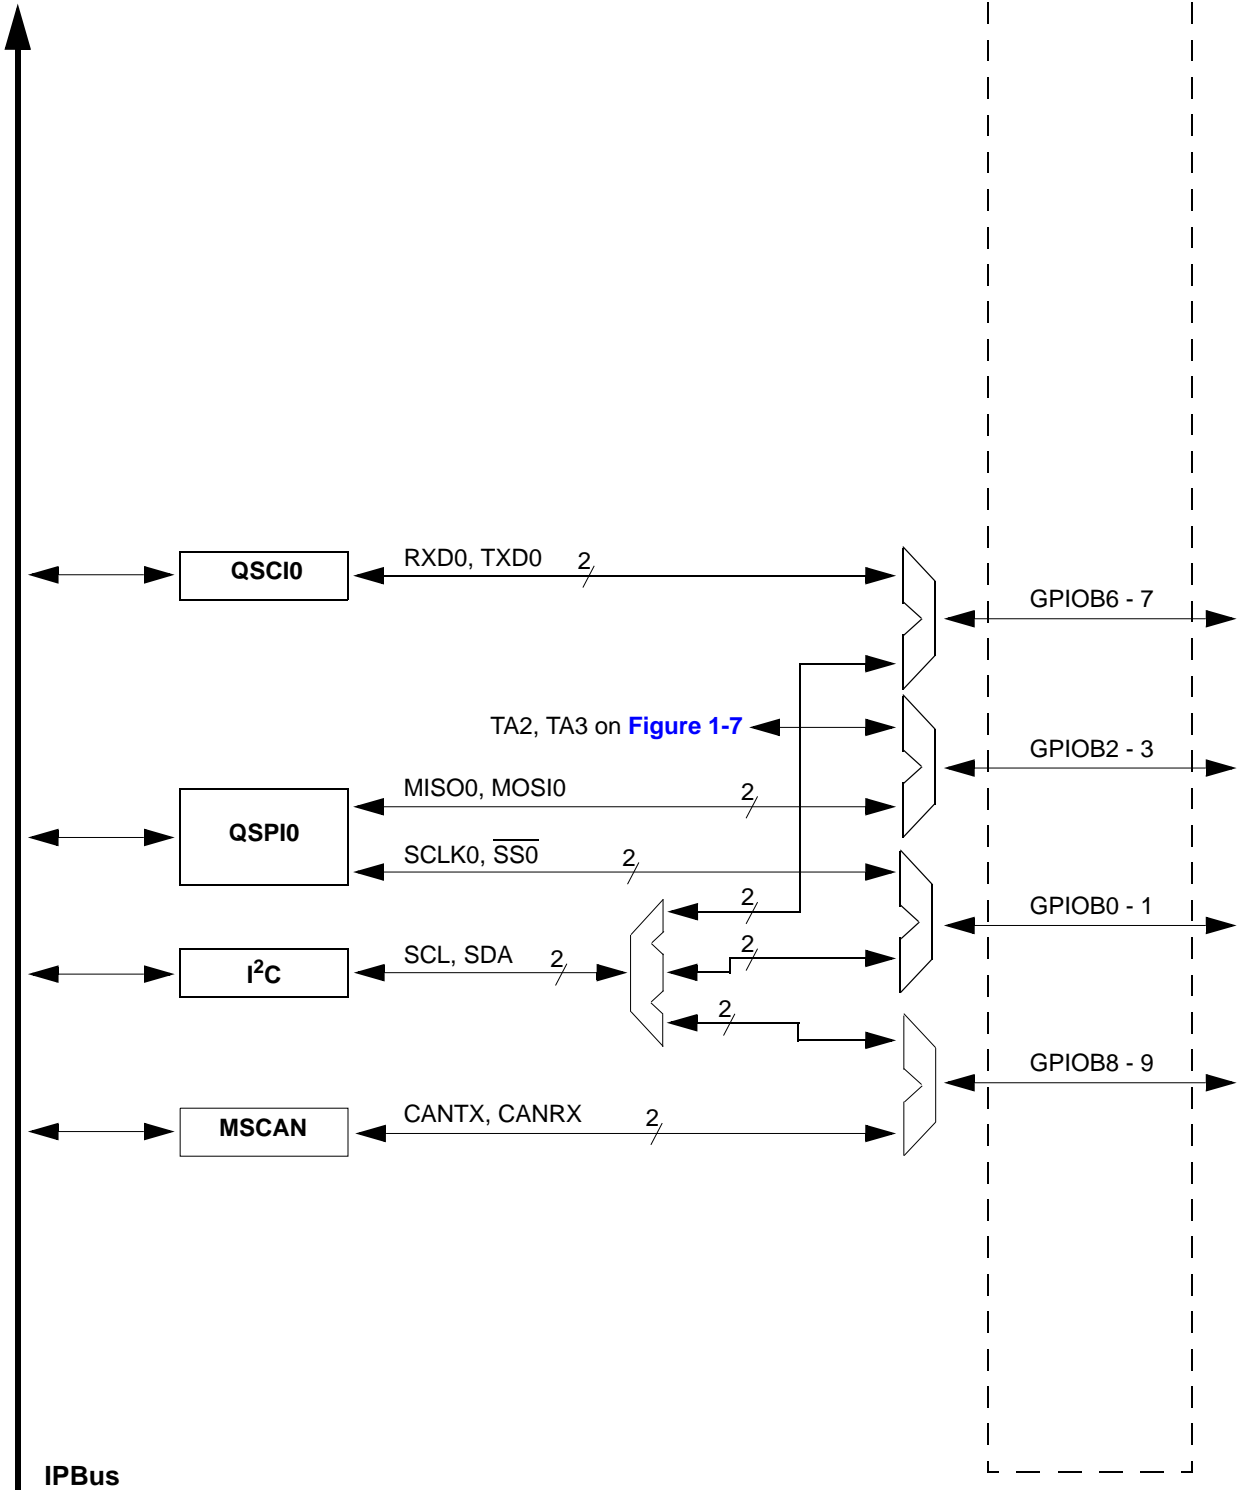 QSCI0
RXD0, TXD0
2
GPIOB6 - 7
TA2, TA3 on Figure 1-7
GPIOB2 - 3
QSPI0
MISO0, MOSI0
2
SCLK0, S̅S̅0̅
2
2
GPIOB0 - 1
I²C
SCL, SDA
2
2
2
GPIOB8 - 9
MSCAN
CANTX, CANRX
2
IPBus